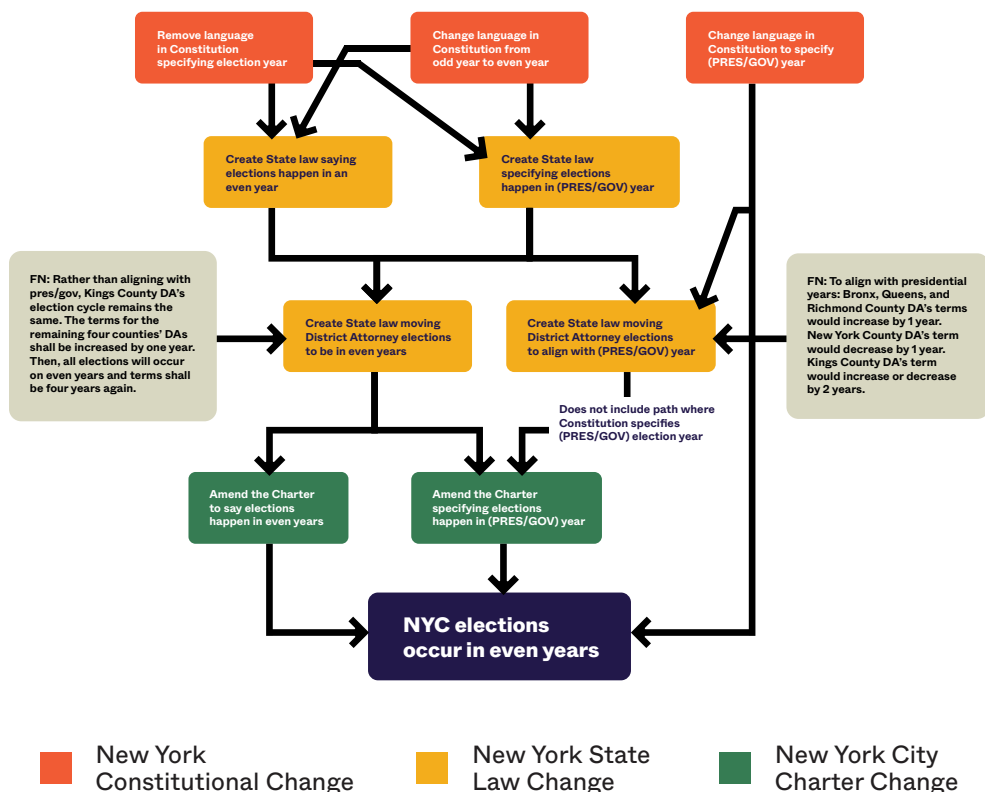 Remove language
in Constitution
specifying election year
Change language in
Constitution from
odd year to even year
Change language in
Constitution to specify
(PRES/GOV) year
Create State law saying
elections happen in an
even year
Create State law
specifying elections
happen in (PRES/GOV) year
FN: Rather than aligning with
pres/gov, Kings County DA's
election cycle remains the
same. The terms for the
remaining four counties' DAs
shall be increased by one year.
Then, all elections will occur
on even years and terms shall
be four years again.
Create State law moving
District Attorney elections
to be in even years
Create State law moving
District Attorney elections
to align with (PRES/GOV) year
FN: To align with presidential
years: Bronx, Queens, and
Richmond County DA's terms
would increase by 1 year.
New York County DA's term
would decrease by 1 year.
Kings County DA's term
would increase or decrease
by 2 years.
Does not include path where
Constitution specifies
(PRES/GOV) election year
Amend the Charter
to say elections
happen in even years
Amend the Charter
specifying elections
happen in (PRES/GOV) year
NYC elections
occur in even years
New York
Constitutional Change
New York State
Law Change
New York City
Charter Change